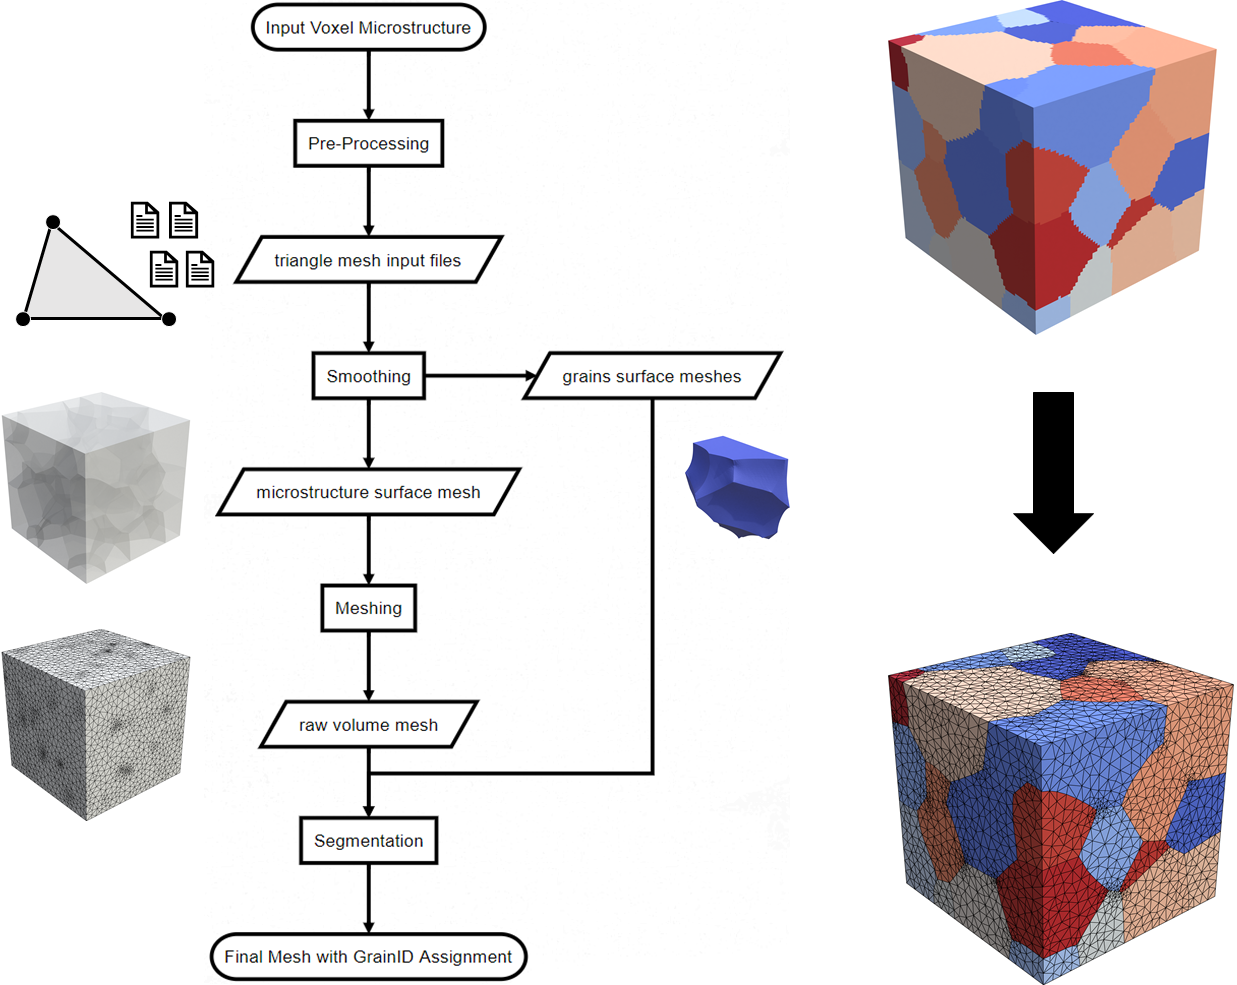 Input Voxel Microstructure
Pre-Processing
triangle mesh input files
Smoothing
grains surface meshes
microstructure surface mesh
Meshing
raw volume mesh
Segmentation
Final Mesh with GrainID Assignment